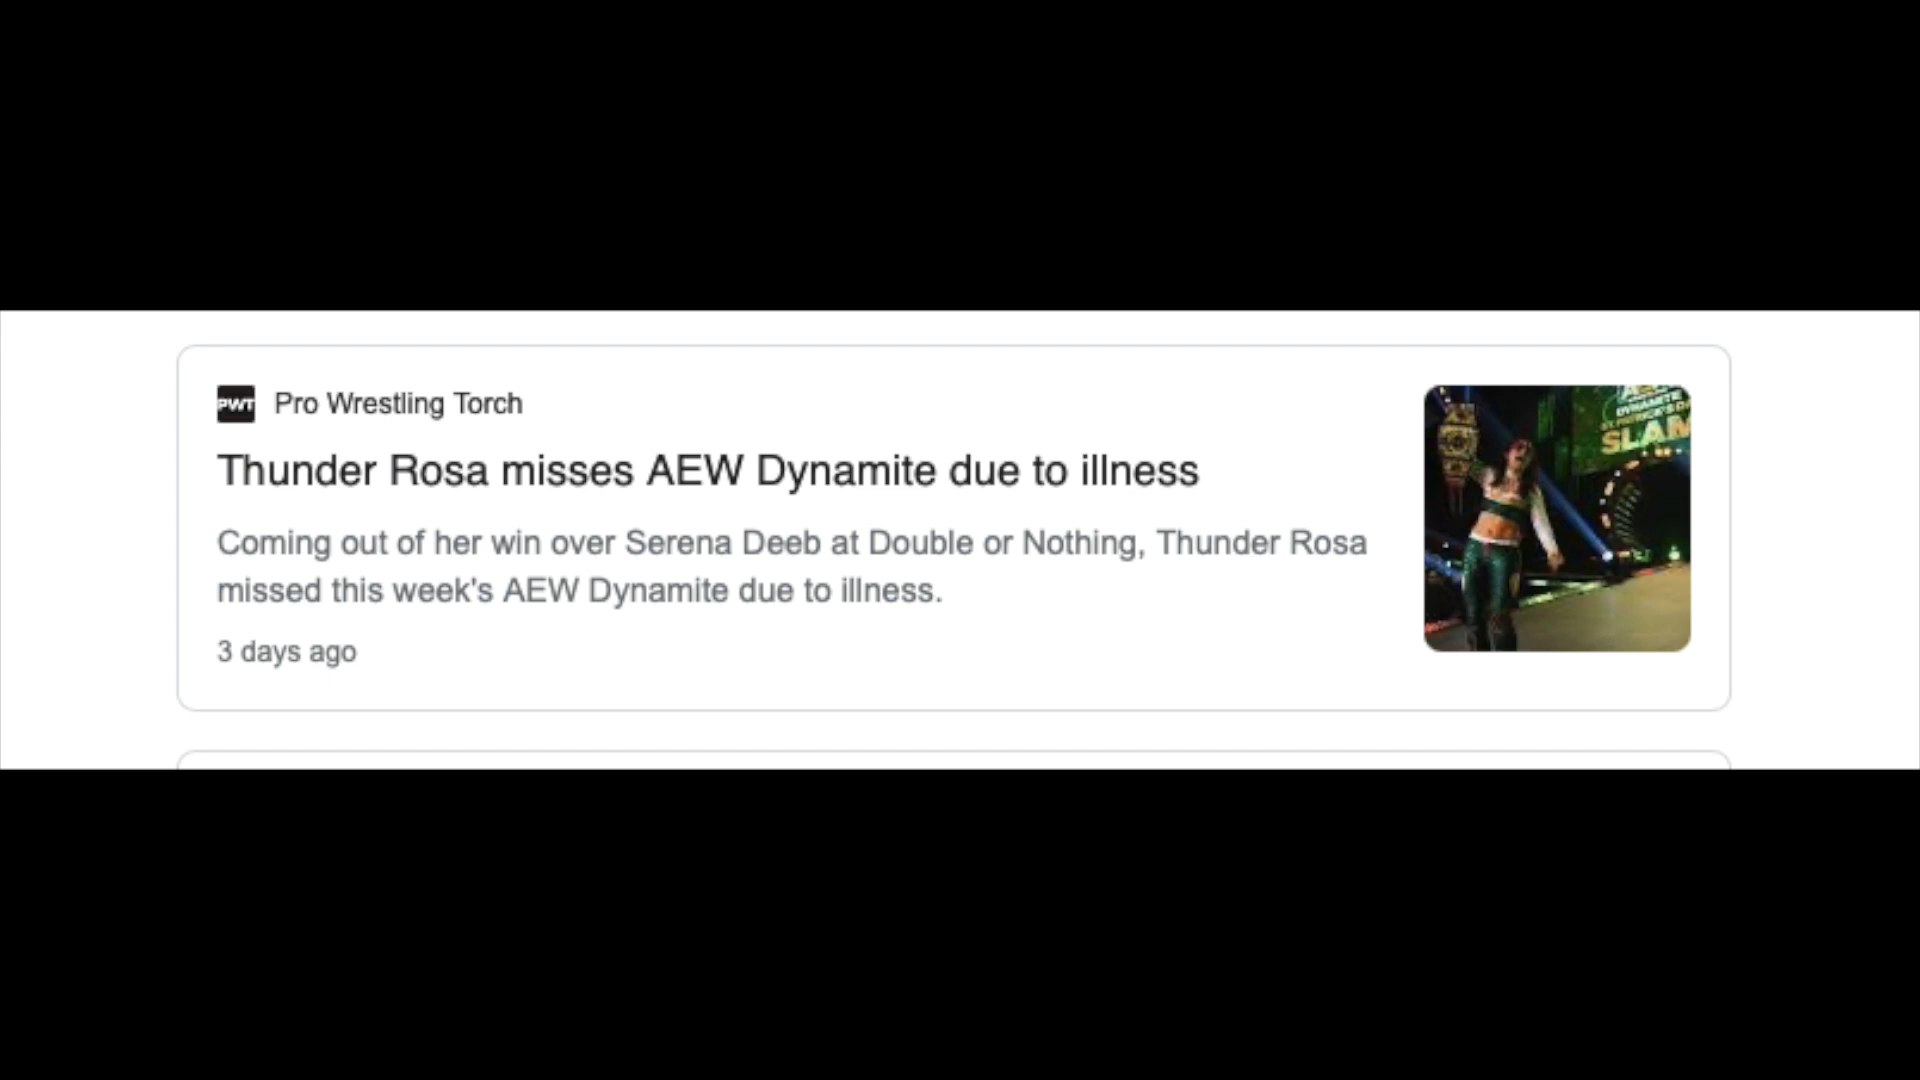 PWT Pro Wrestling Torch
Thunder Rosa misses AEW Dynamite due to illness
Coming out of her win over Serena Deeb at Double or Nothing, Thunder Rosa
missed this week's AEW Dynamite due to illness.
3 days ago
DYNAMITE
SLAM